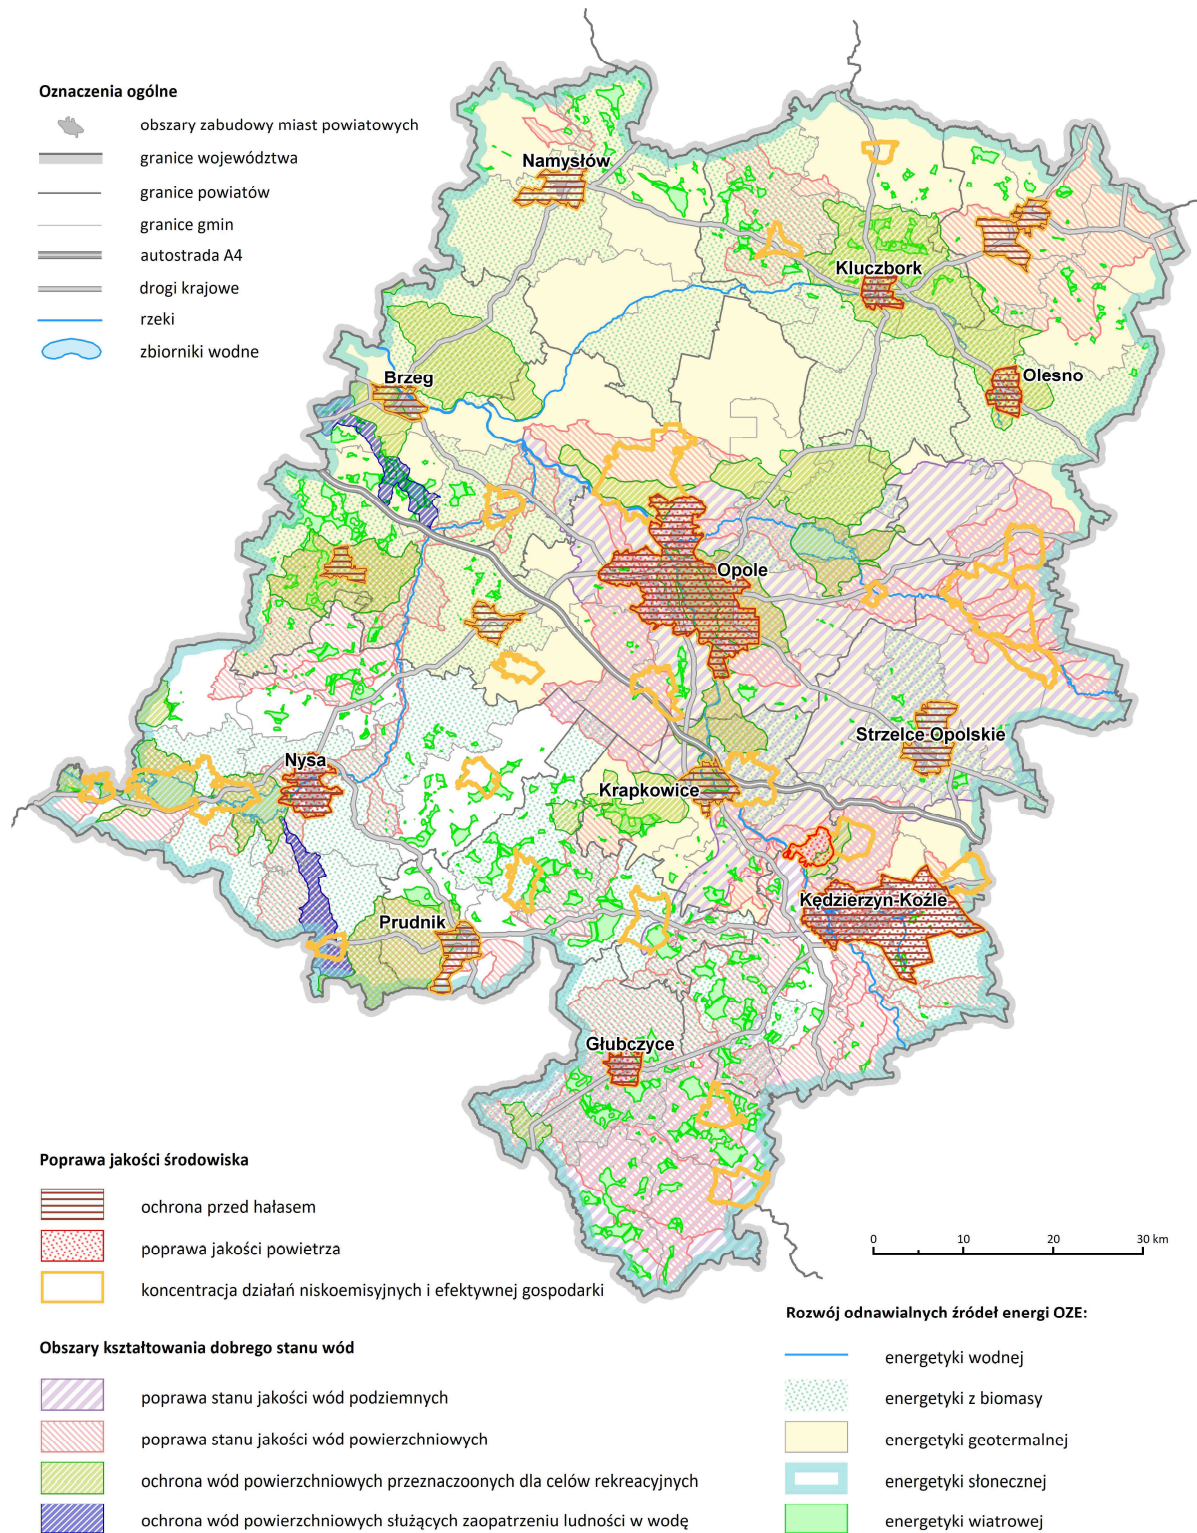 Oznaczenia ogólne
obszary zabudowy miast powiatowych
granice województwa
granice powiatów
granice gmin
autostrada A4
drogi krajowe
rzeki
zbiorniki wodne
Namysłów
Kluczbork
Olesno
Brzeg
Opole
Strzelce Opolskie
Nysa
Krapkowice
Kędzierzyn-Koźle
Prudnik
Głubczyce
Poprawa jakości środowiska
ochrona przed hałasem
poprawa jakości powietrza
koncentracja działań niskoemisyjnych i efektywnej gospodarki
Obszary kształtowania dobrego stanu wód
poprawa stanu jakości wód podziemnych
poprawa stanu jakości wód powierzchniowych
ochrona wód powierzchniowych przeznaczoonych dla celów rekreacyjnych
ochrona wód powierzchniowych służących zaopatrzeniu ludności w wodę
0 10 20 30 km
Rozwój odnawialnych źródeł energi OZE:
energetyki wodnej
energetyki z biomasy
energetyki geotermalnej
energetyki słonecznej
energetyki wiatrowej